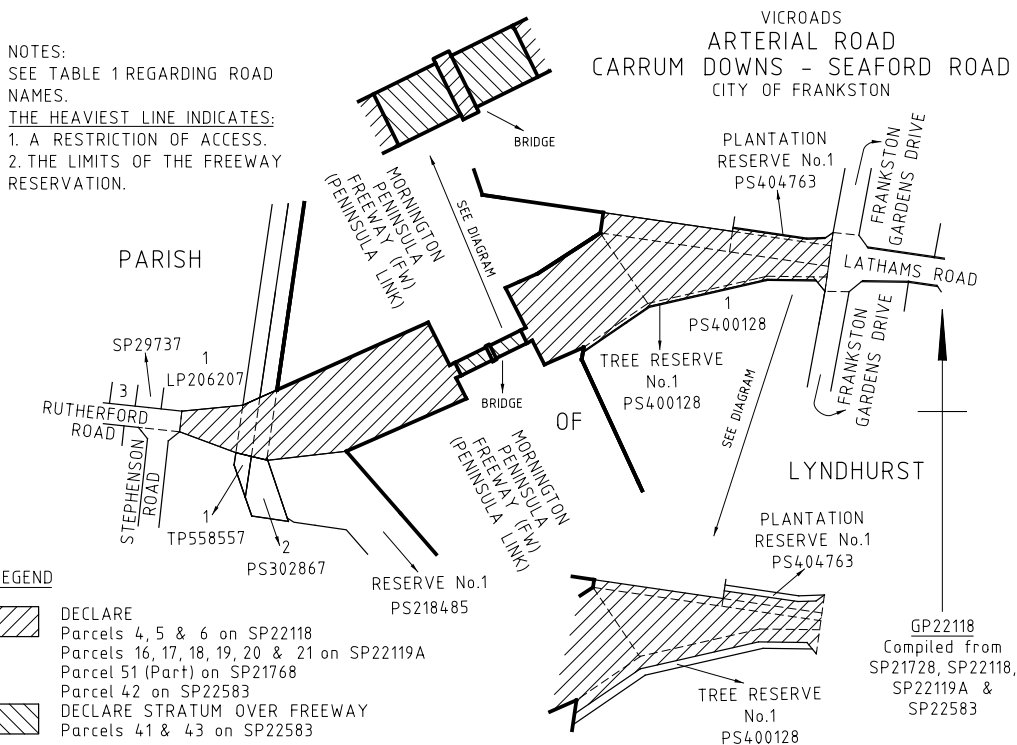 NOTES:
SEE TABLE 1 REGARDING ROAD
NAMES.
THE HEAVIEST LINE INDICATES:
1. A RESTRICTION OF ACCESS.
2. THE LIMITS OF THE FREEWAY
RESERVATION.
VICROADS
ARTERIAL ROAD
CARRUM DOWNS - SEAFORD ROAD
CITY OF FRANKSTON
BRIDGE
PLANTATION
RESERVE No.1
PS404763
FRANKSTON
GARDENS DRIVE
MORNINGTON
PENINSULA
FREEWAY (FW)
(PENINSULA LINK)
SEE DIAGRAM
PARISH
LATHAMS ROAD
1
PS400128
SP29737
1
LP206207
TREE RESERVE
No.1
PS400128
FRANKSTON
GARDENS DRIVE
3
RUTHERFORD
ROAD
BRIDGE
OF
SEE DIAGRAM
STEPHENSON
ROAD
MORNINGTON
PENINSULA
FREEWAY (FW)
(PENINSULA LINK)
LYNDHURST
1
TP558557
2
PS302867
RESERVE No.1
PS218485
PLANTATION
RESERVE No.1
PS404763
EGEND
DECLARE
Parcels 4, 5 & 6 on SP22118
Parcels 16, 17, 18, 19, 20 & 21 on SP22119A
Parcel 51 (Part) on SP21768
Parcel 42 on SP22583
DECLARE STRATUM OVER FREEWAY
Parcels 41 & 43 on SP22583
TREE RESERVE
No.1
PS400128
GP22118
Compiled from
SP21728, SP22118,
SP22119A &
SP22583